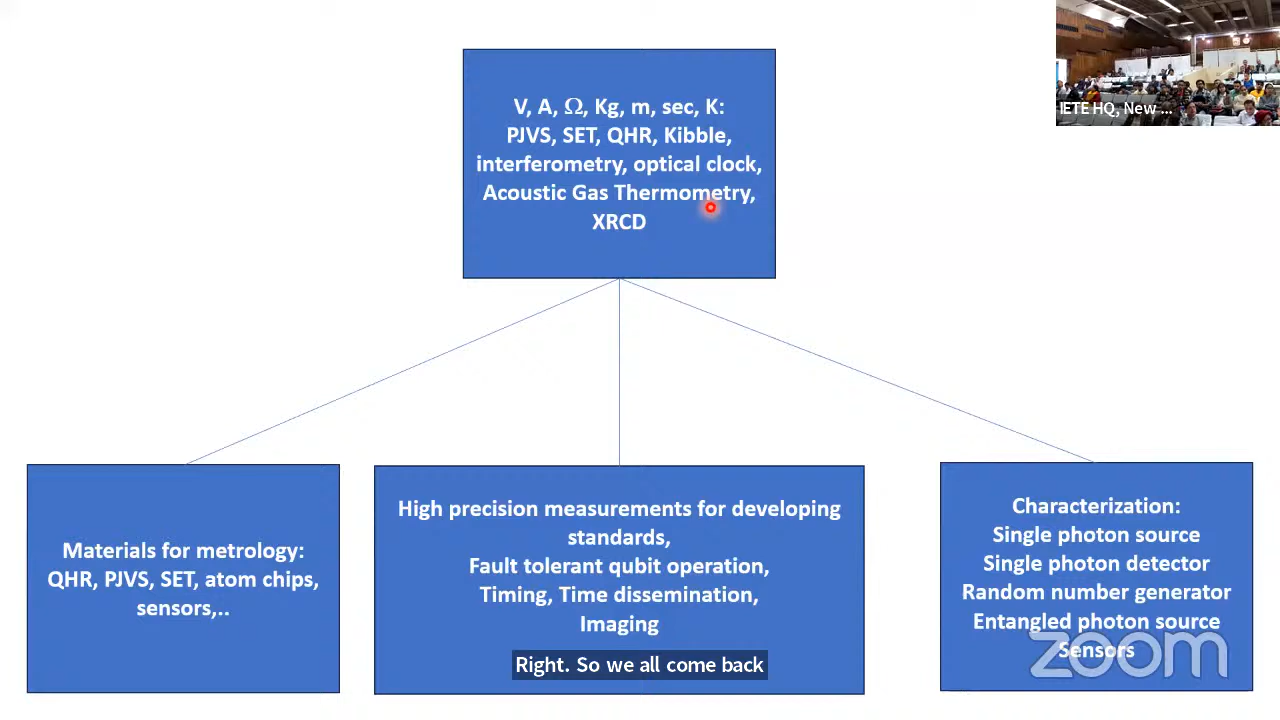 V, A, Ω, Kg, m, sec, K:
PJVS, SET, QHR, Kibble,
interferometry, optical clock,
Acoustic Gas Thermometry,
XRCD
IETE HQ, New ...
Materials for metrology:
QHR, PJVS, SET, atom chips,
sensors,..
High precision measurements for developing
standards,
Fault tolerant qubit operation,
Timing, Time dissemination,
Imaging
Characterization:
Single photon source
Single photon detector
Random number generator
Entangled photon source
Sensors
zoom
Right. So we all come back